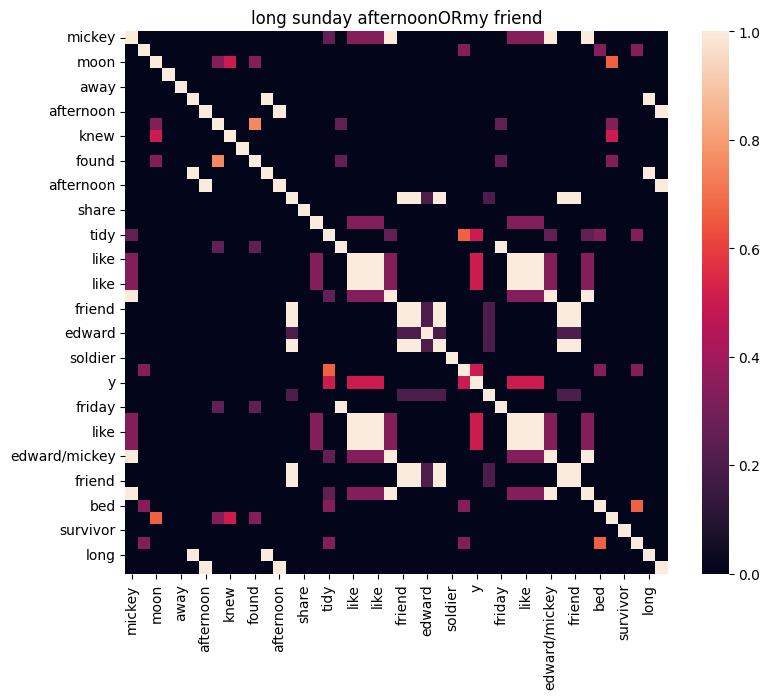 long sunday afternoonORmy friend
mickey
moon
away
afternoon
knew
found
afternoon
share
tidy
like
like
friend
edward
soldier
y
friday
like
edward/mickey
friend
bed
survivor
long
mickey
moon
away
afternoon
knew
found
afternoon
share
tidy
like
like
friend
edward
soldier
y
friday
like
edward/mickey
friend
bed
survivor
long
1.0
0.8
0.6
0.4
0.2
0.0